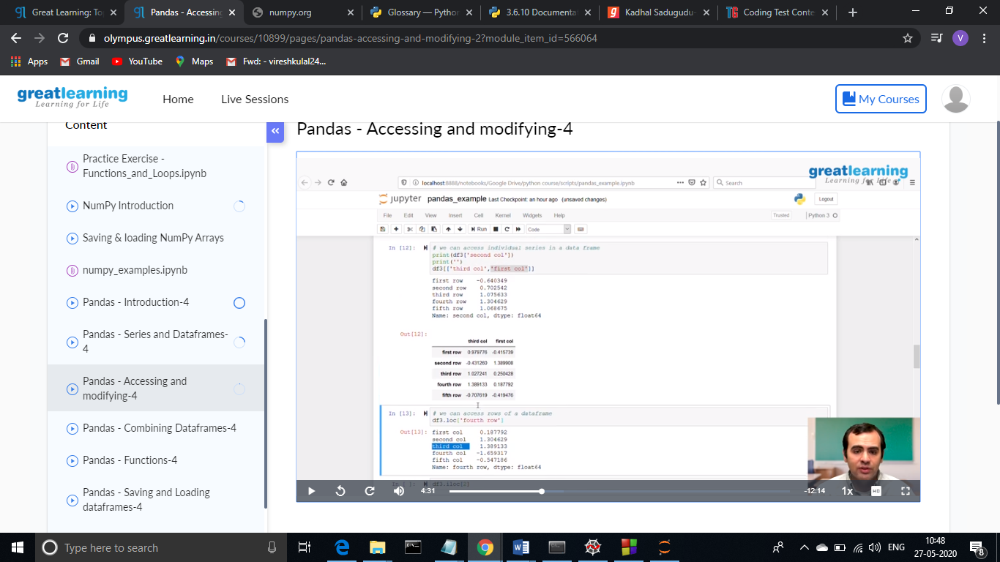 Great Learning: To
Pandas - Accessing
numpy.org
Glossary — Python
3.6.10 Documenta
Kadhal Sadugudu-
Coding Test Conte
olympus.greatlearning.in/courses/10899/pages/pandas-accessing-and-modifying-2?module_item_id=566064
V
Apps
Gmail
YouTube
Maps
Fwd: - vireshkulal24...
greatlearning
Learning for Life
Home
Live Sessions
My Courses
Content
Practice Exercise -
Functions_and_Loops.ipynb
NumPy Introduction
Saving & loading NumPy Arrays
numpy_examples.ipynb
Pandas - Introduction-4
Pandas - Series and Dataframes-
4
Pandas - Accessing and
modifying-4
Pandas - Combining Dataframes-4
Pandas - Functions-4
Pandas - Saving and Loading
dataframes-4
Pandas - Accessing and modifying-4
greatlearning
Learning for Life
localhost:8888/notebooks/Google Drive/python course/scripts/pandas_example.ipynb
Search
jupyter pandas_example Last Checkpoint: an hour ago (unsaved changes)
Logout
File Edit View Insert Cell Kernel Widgets Help
Trusted
Python 3
Run
Code
In [12]:
# we can access individual series in a data frame
print(df3['second col'])
print('')
df3[['third col','first col']]
first row -0.640349
second row 0.702542
third row 1.075633
fourth row 1.304629
fifth row 1.068675
Name: second col, dtype: float64
Out[12]:
third col first col
first row 0.979776 -0.415739
second row -0.431260 1.389908
third row 1.027241 0.250428
fourth row 1.389133 0.187792
fifth row -0.707619 -0.419476
In [13]:
# we can access rows of a dataframe
df3.loc['fourth row']
Out[13]:
first col 0.187792
second col 1.304629
third col 1.389133
fourth col -1.659317
fifth col -0.547186
Name: fourth row, dtype: float64
In [ ]: df3.iloc[2]
4:31
-12:14
1x
HD
Type here to search
ENG
10:48
27-05-2020
8